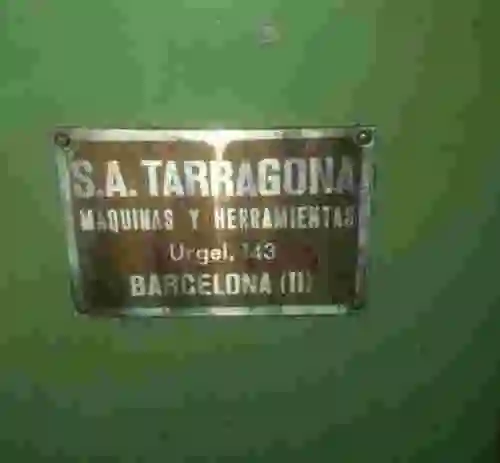 S.A. TARRAGONA
MAQUINAS Y HERRAMIENTAS
Urgel, 143
BARCELONA (11)